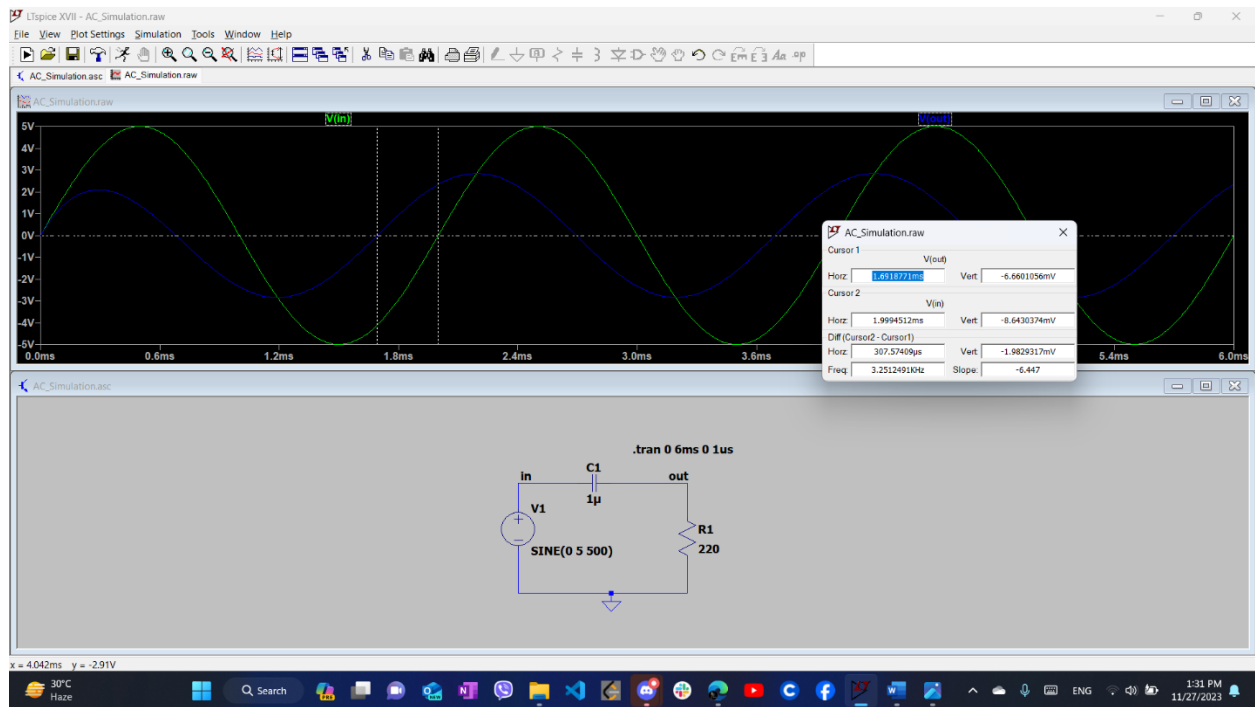 LTspice XVII - AC_Simulation.raw
File View Plot Settings Simulation Tools Window Help
AC_Simulation.asc AC_Simulation.raw
AC_Simulation.raw
V(in) V(out)
5V
4V
3V
2V
1V
0V
-1V
-2V
-3V
-4V
-5V
0.0ms 0.6ms 1.2ms 1.8ms 2.4ms 3.0ms 3.6ms 5.4ms 6.0ms
AC_Simulation.raw
Cursor 1
V(out)
Horz: 1.6918771ms Vert: -6.6601056mV
Cursor 2
V(in)
Horz: 1.9994512ms Vert: -8.6430374mV
Diff (Cursor2 - Cursor1)
Horz: 307.57409µs Vert: -1.9829317mV
Freq: 3.2512491KHz Slope: -6.447
AC_Simulation.asc
.tran 0 6ms 0 1us
in C1 out
1µ
V1
R1
SINE(0 5 500) 220
x = 4.042ms y = -2.91V
30°C
Haze
Search
ENG
1:31 PM
11/27/2023